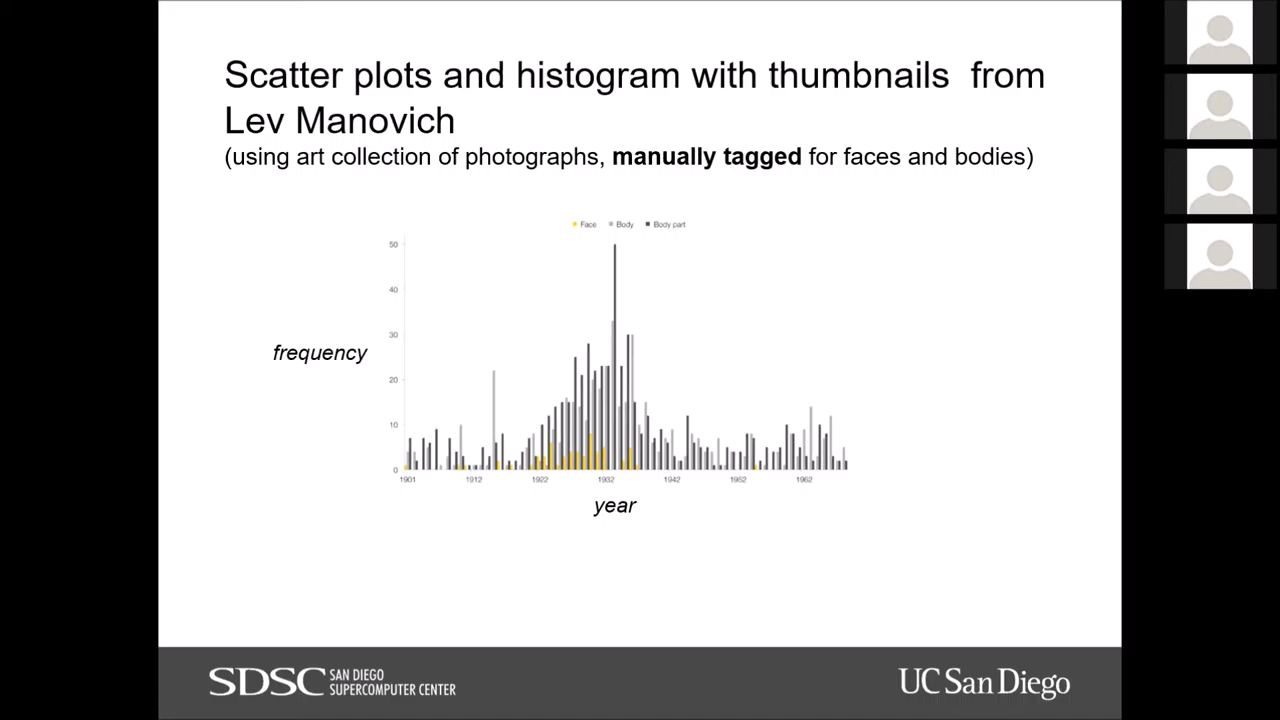 Scatter plots and histogram with thumbnails  from
Lev Manovich
(using art collection of photographs, manually tagged for faces and bodies)
Face Body Body part
50
40
30
frequency
20
10
0
1901 1912 1922 1932 1942 1952 1962
year
SDSC SAN DIEGO
SUPERCOMPUTER CENTER
UC San Diego